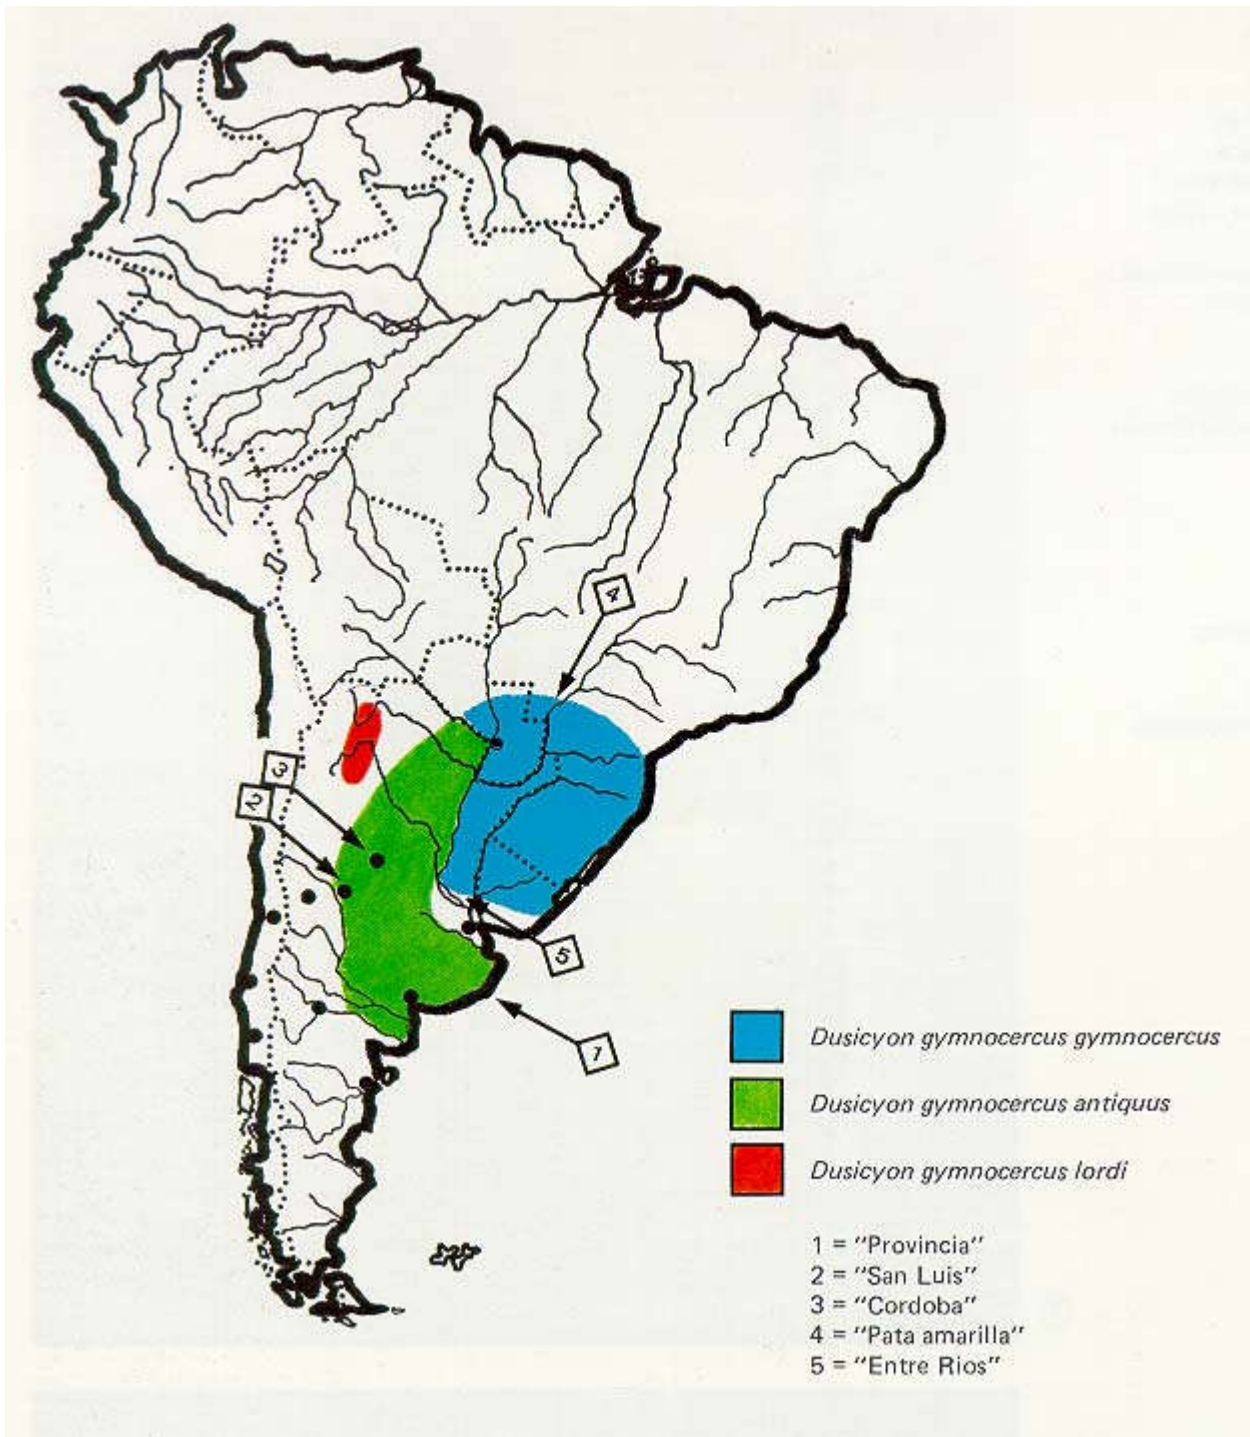 4
3
2
5
1
Dusicyon gymnocercus gymnocercus
Dusicyon gymnocercus antiquus
Dusicyon gymnocercus lordi
1 = "Provincia"
2 = "San Luis"
3 = "Cordoba"
4 = "Pata amarilla"
5 = "Entre Rios"